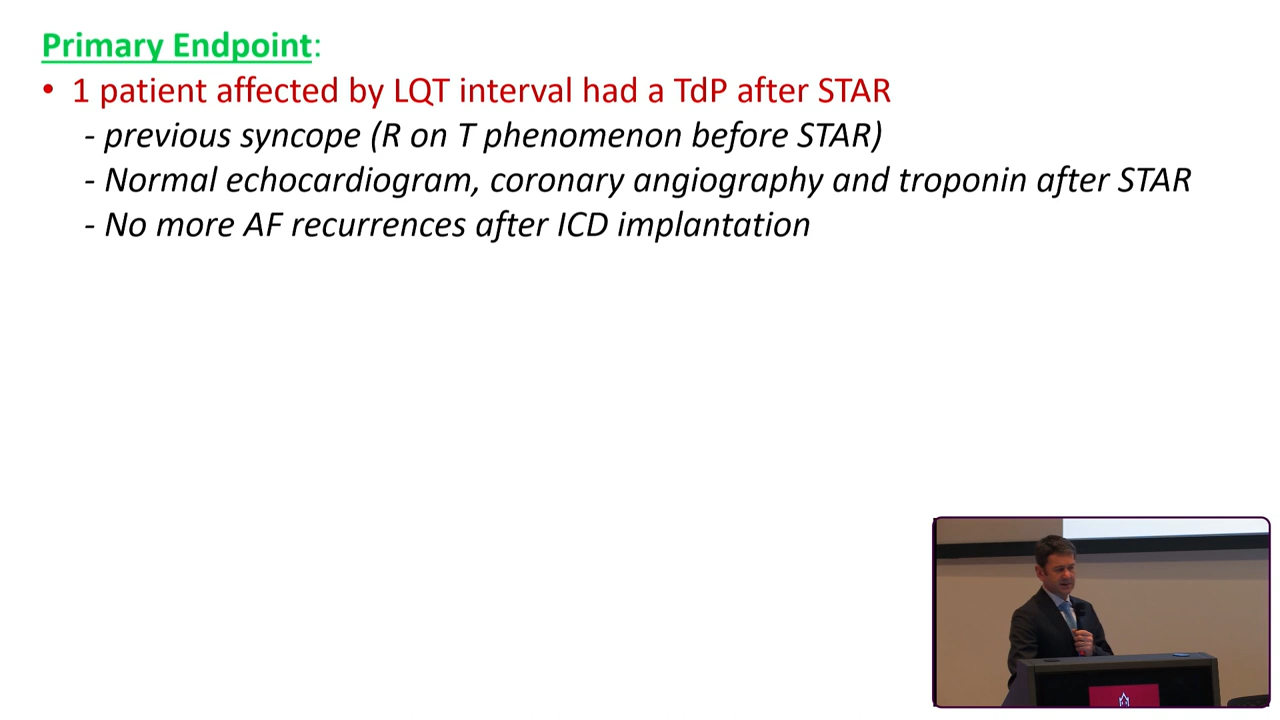 Primary Endpoint:
• 1 patient affected by LQT interval had a TdP after STAR
- previous syncope (R on T phenomenon before STAR)
- Normal echocardiogram, coronary angiography and troponin after STAR
- No more AF recurrences after ICD implantation